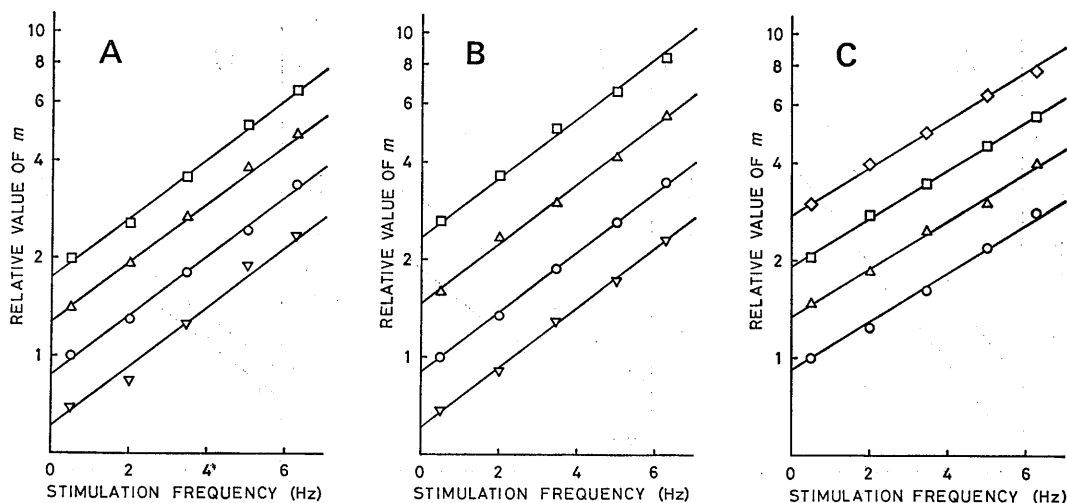 A
10
8
6
4
2
1
RELATIVE VALUE OF m
0 2 4 6
STIMULATION FREQUENCY (Hz)
B
10
8
6
4
2
1
RELATIVE VALUE OF m
0 2 4 6
STIMULATION FREQUENCY (Hz)
C
10
8
6
4
2
1
RELATIVE VALUE OF m
0 2 4 6
STIMULATION FREQUENCY (Hz)